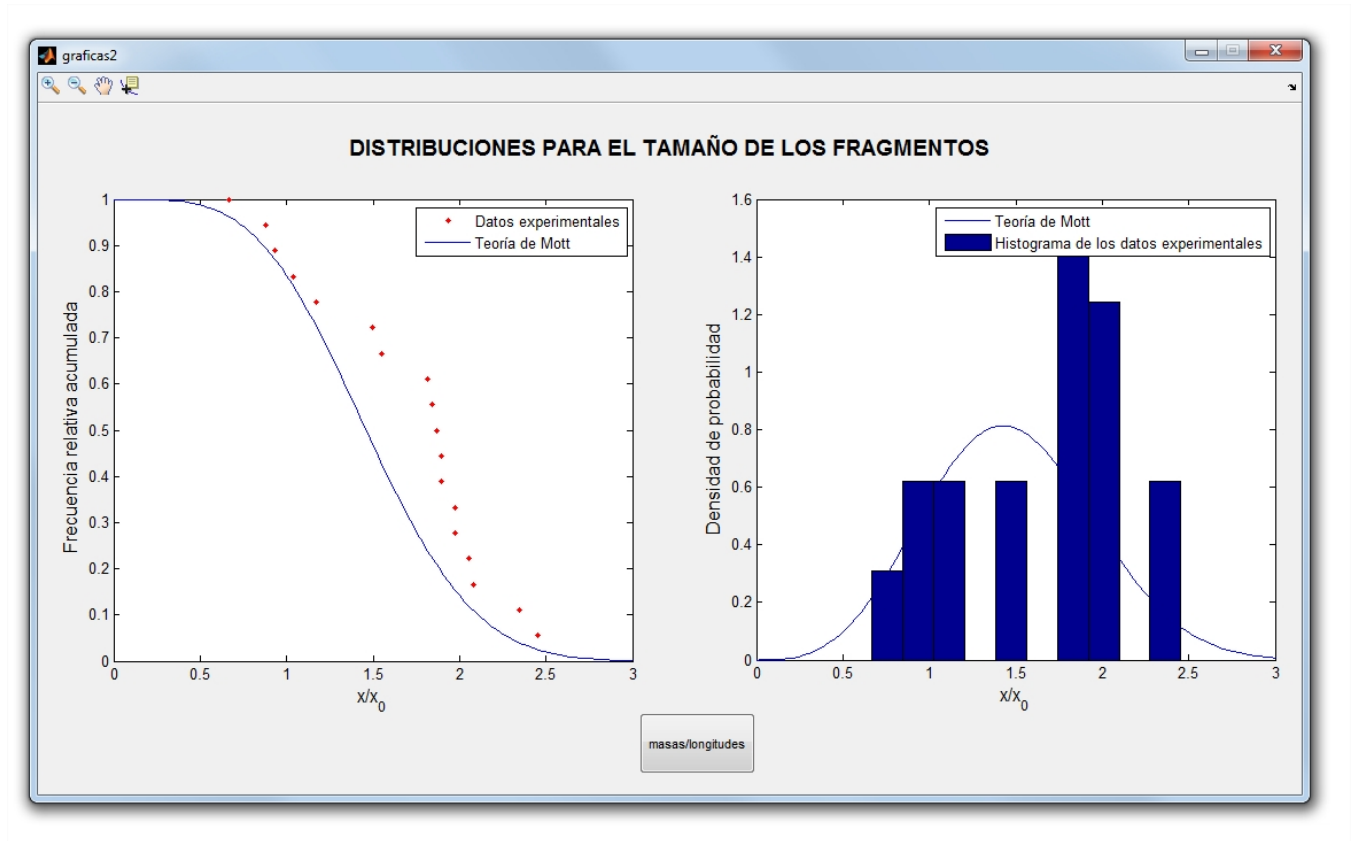 graficas2
DISTRIBUCIONES PARA EL TAMAÑO DE LOS FRAGMENTOS
Frecuencia relativa acumulada
1
0.9
0.8
0.7
0.6
0.5
0.4
0.3
0.2
0.1
0
0 0.5 1 1.5 2 2.5 3
x/x0
Datos experimentales
Teoría de Mott
Densidad de probabilidad
1.6
1.4
1.2
1
0.8
0.6
0.4
0.2
0
0 0.5 1 1.5 2 2.5 3
x/x0
Teoría de Mott
Histograma de los datos experimentales
masas/longitudes